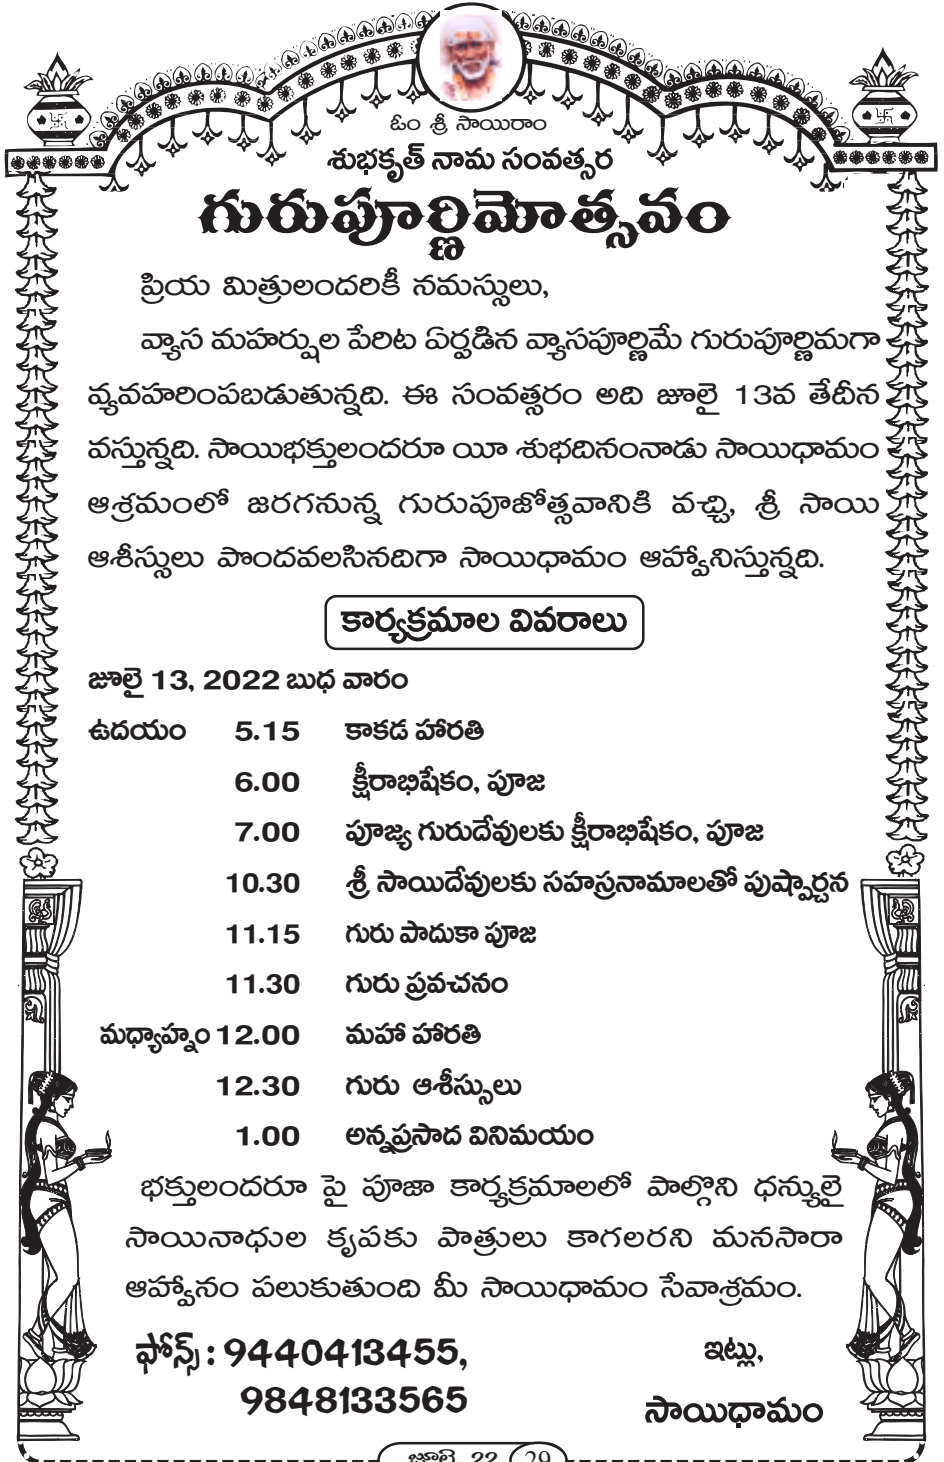 ఓం శ్రీ సాయిరాం
శుభకృత్ నామ సంవత్సర
గురుపూర్ణిమోత్సవం
ప్రియ మిత్రులందరికీ నమస్సులు,
వ్యాస మహర్షుల పేరిట ఏర్పడిన వ్యాసపూర్ణిమే గురుపూర్ణిమగా
వ్యవహరింపబడుతున్నది. ఈ సంవత్సరం అది జూలై 13వ తేదీన
వస్తున్నది. సాయిభక్తులందరూ యీ శుభదినంనాడు సాయిధామం
ఆశ్రమంలో జరగనున్న గురుపూజోత్సవానికి వచ్చి, శ్రీ సాయి
ఆశీస్సులు పొందవలసినదిగా సాయిధామం ఆహ్వానిస్తున్నది.
కార్యక్రమాల వివరాలు
జూలై 13, 2022 బుధ వారం
ఉదయం 5.15 కాకడ హారతి
6.00 క్షీరాభిషేకం, పూజ
7.00 పూజ్య గురుదేవులకు క్షీరాభిషేకం, పూజ
10.30 శ్రీ సాయిదేవులకు సహస్రనామాలతో పుష్పార్చన
11.15 గురు పాదుకా పూజ
11.30 గురు ప్రవచనం
మధ్యాహ్నం 12.00 మహా హారతి
12.30 గురు ఆశీస్సులు
1.00 అన్నప్రసాద వినిమయం
భక్తులందరూ పై పూజా కార్యక్రమాలలో పాల్గొని ధన్యులై
సాయినాధుల కృపకు పాత్రులు కాగలరని మనసారా
ఆహ్వానం పలుకుతుంది మీ సాయిధామం సేవాశ్రమం.
ఫోన్స్ : 9440413455,
9848133565
ఇట్లు,
సాయిధామం
జూలై, 22 29